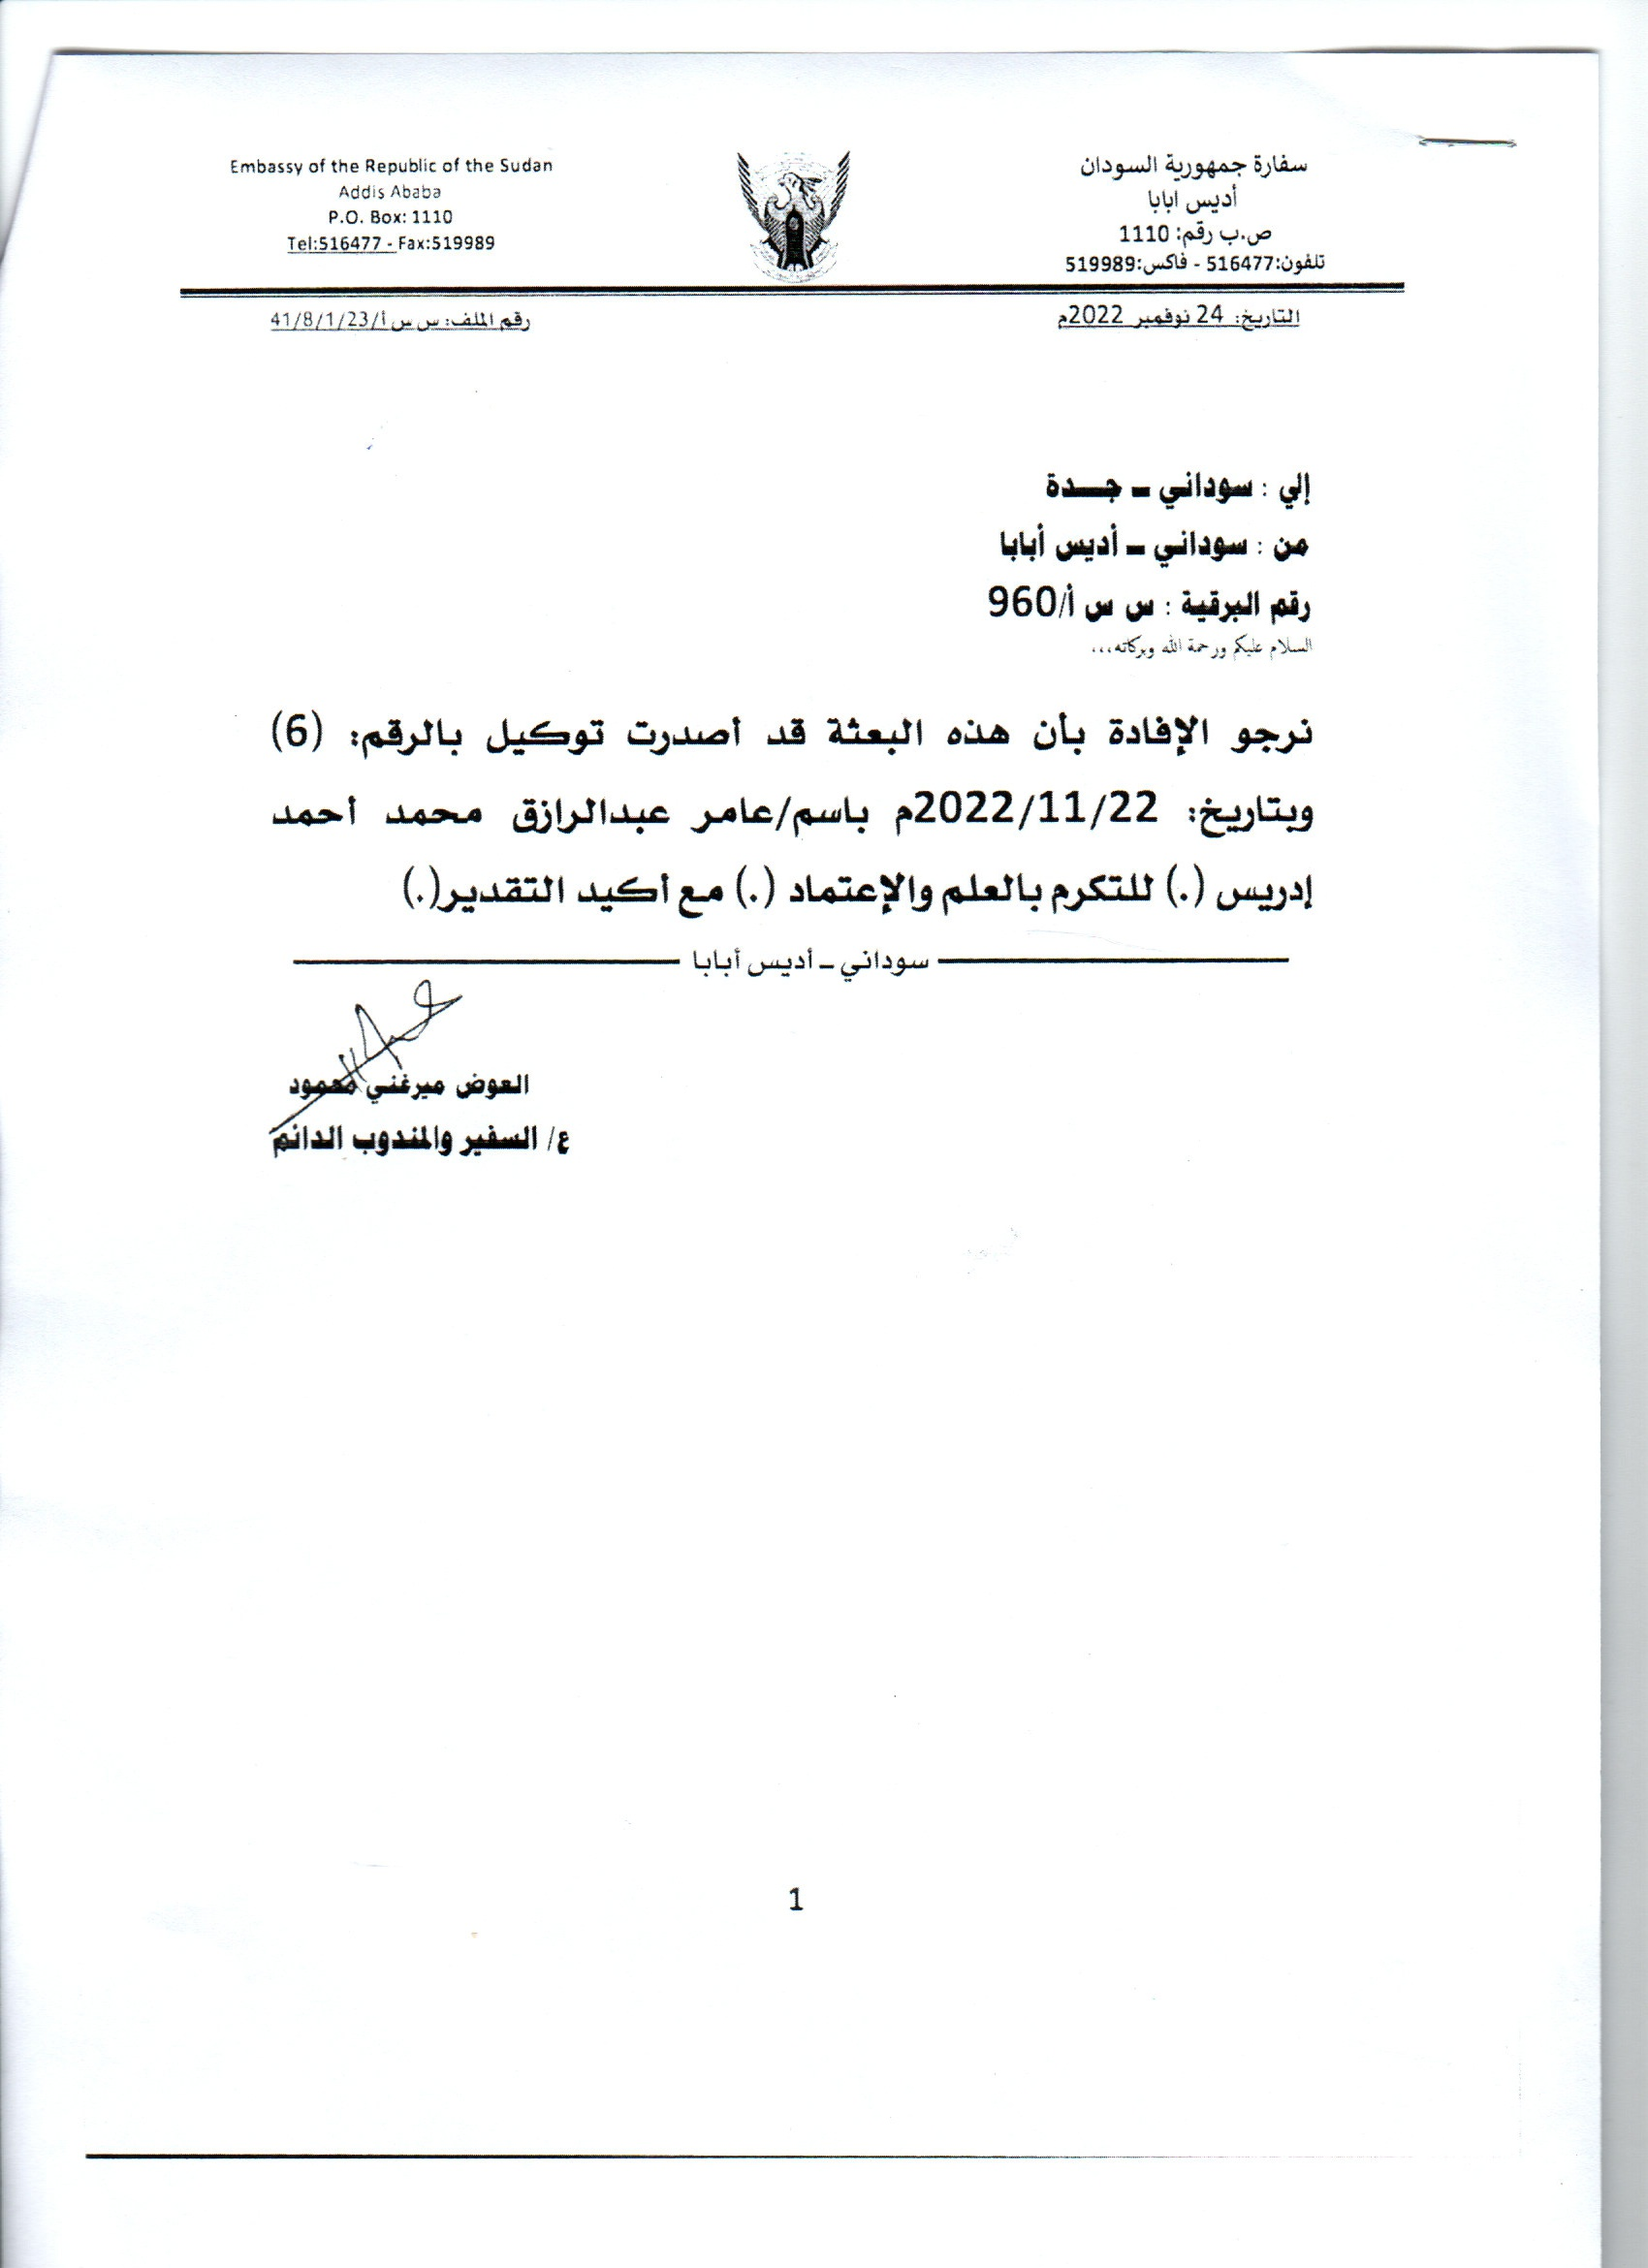 Embassy of the Republic of the Sudan
Addis Ababa
P.O. Box: 1110
Tel:516477 - Fax:519989
سفارة جمهورية السودان
أديس ابابا
ص.ب رقم: 1110
تلفون:516477 - فاكس:519989
التاريخ: 24 نوفمبر 2022م
رقم الملف: س س أ/41/8/1/23
إلي : سوداني – جـــدة
من : سوداني – أديس أبابا
رقم البرقية : س س أ/960
السلام عليكم ورحمة الله وبركاته،،،
نرجو الإفادة بأن هذه البعثة قد أصدرت توكيل بالرقم: (6)
وبتاريخ: 2022/11/22م باسم/عامر عبدالرازق محمد أحمد
إدريس (.) للتكرم بالعلم والإعتماد (.) مع أكيد التقدير(.)
سوداني – أديس أبابا
العوض ميرغني محمود
ع/ السفير والمندوب الدائم
1